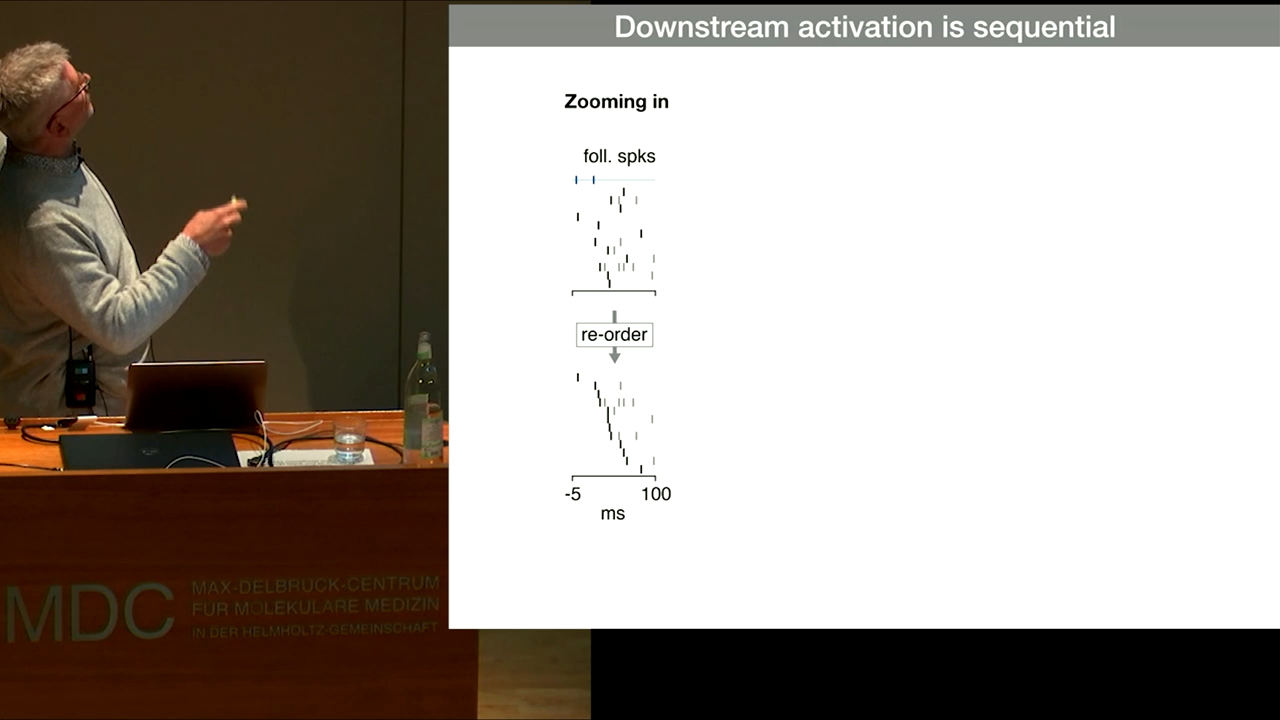 Downstream activation is sequential
Zooming in
foll. spks
re-order
-5 100
ms
MDC
MAX-DELBRÜCK-CENTRUM
FÜR MOLEKULARE MEDIZIN
IN DER HELMHOLTZ-GEMEINSCHAFT